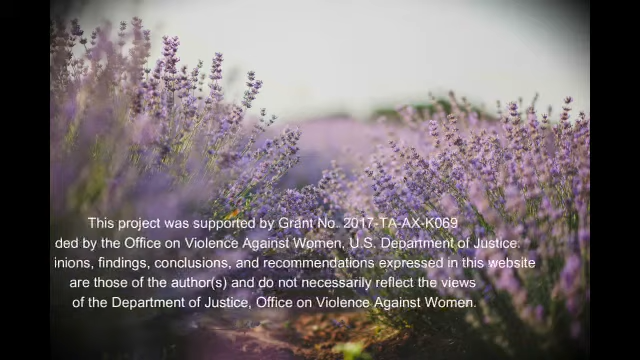 This project was supported by Grant No. 2017-TA-AX-K069
ded by the Office on Violence Against Women, U.S. Department of Justice.
inions, findings, conclusions, and recommendations expressed in this website
are those of the author(s) and do not necessarily reflect the views
of the Department of Justice, Office on Violence Against Women.